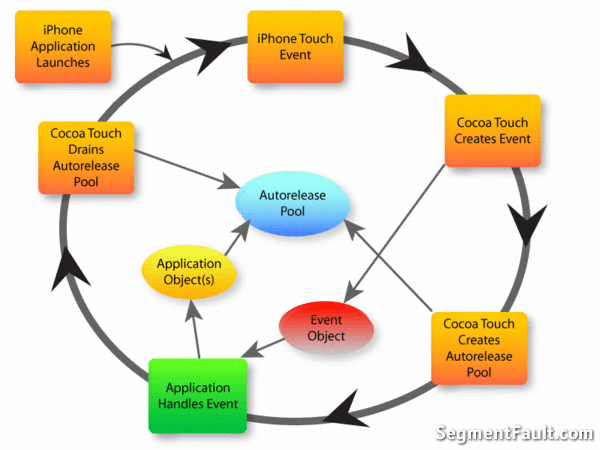 iPhone
Application
Launches
iPhone Touch
Event
Cocoa Touch
Creates Event
Cocoa Touch
Drains
Autorelease
Pool
Autorelease
Pool
Application
Object(s)
Event
Object
Cocoa Touch
Creates
Autorelease
Pool
Application
Handles Event
SegmentFault.com